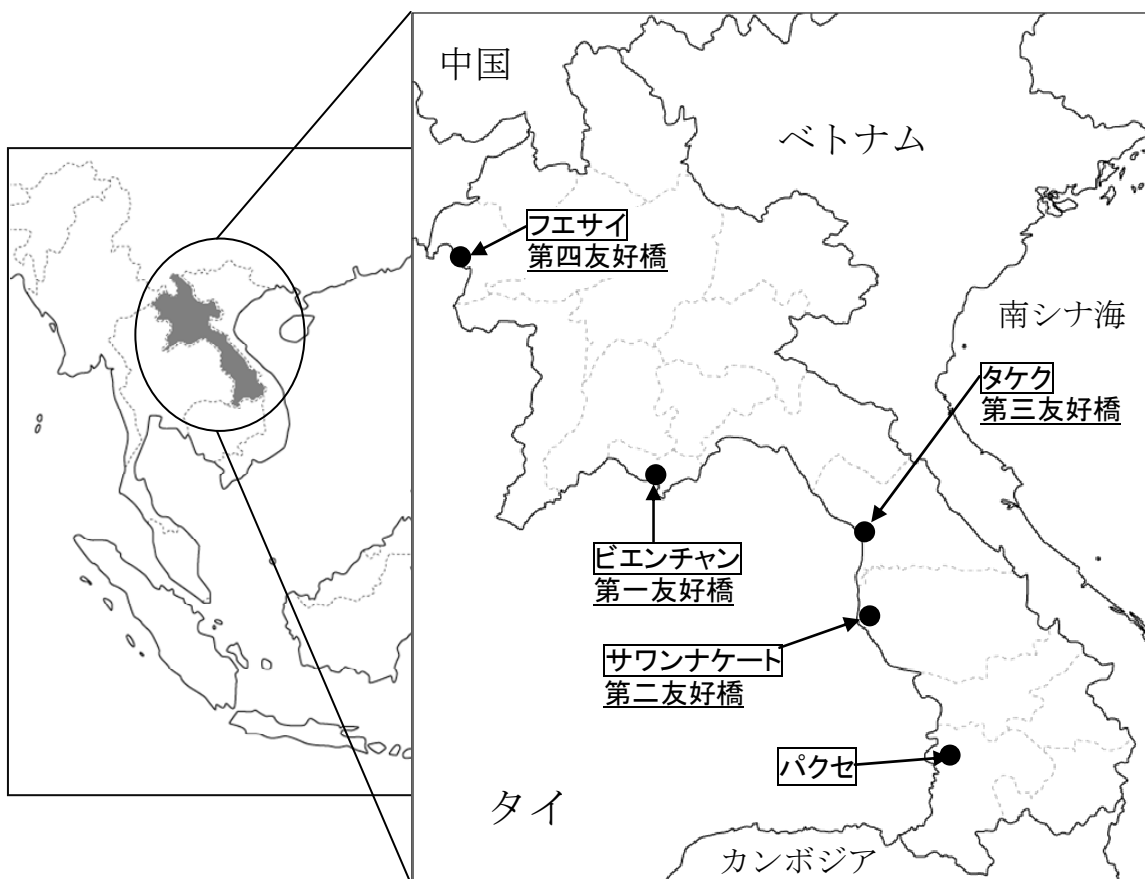 中国
ベトナム
フエサイ
第四友好橋
南シナ海
タケク
第三友好橋
ビエンチャン
第一友好橋
サワンナケート
第二友好橋
パクセ
タイ
カンボジア